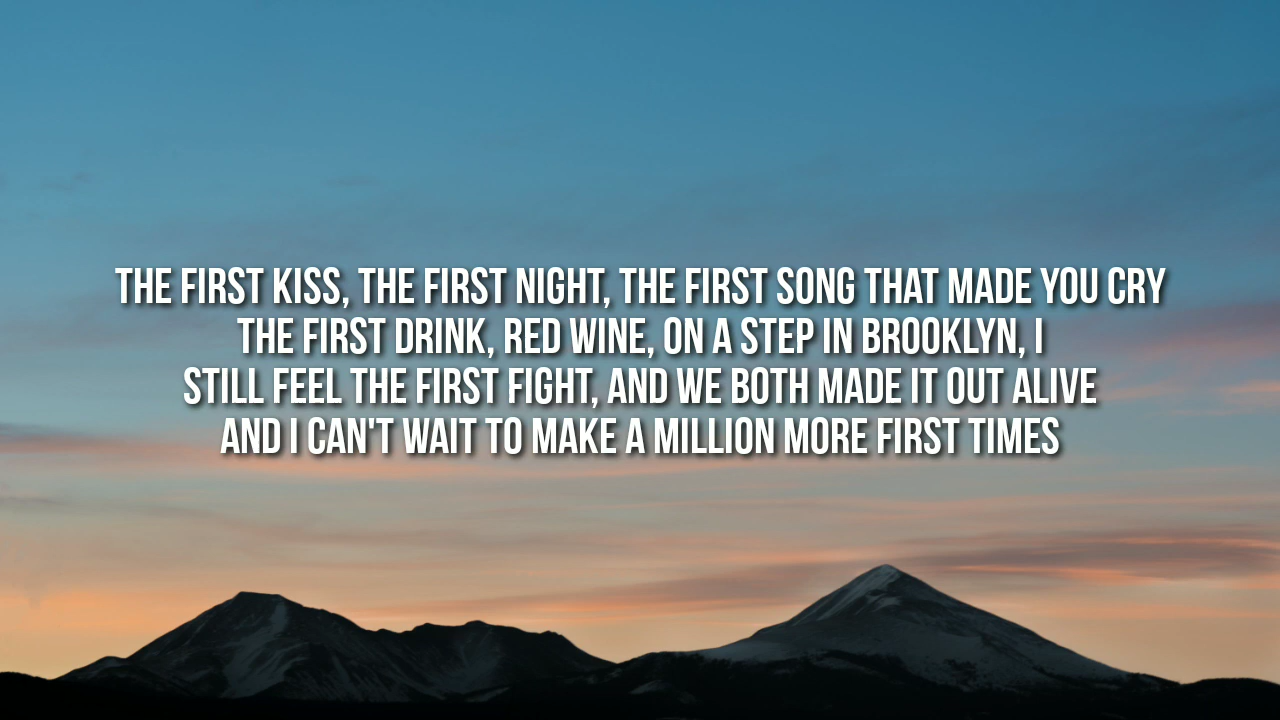 THE FIRST KISS, THE FIRST NIGHT, THE FIRST SONG THAT MADE YOU CRY
THE FIRST DRINK, RED WINE, ON A STEP IN BROOKLYN, I
STILL FEEL THE FIRST FIGHT, AND WE BOTH MADE IT OUT ALIVE
AND I CAN'T WAIT TO MAKE A MILLION MORE FIRST TIMES